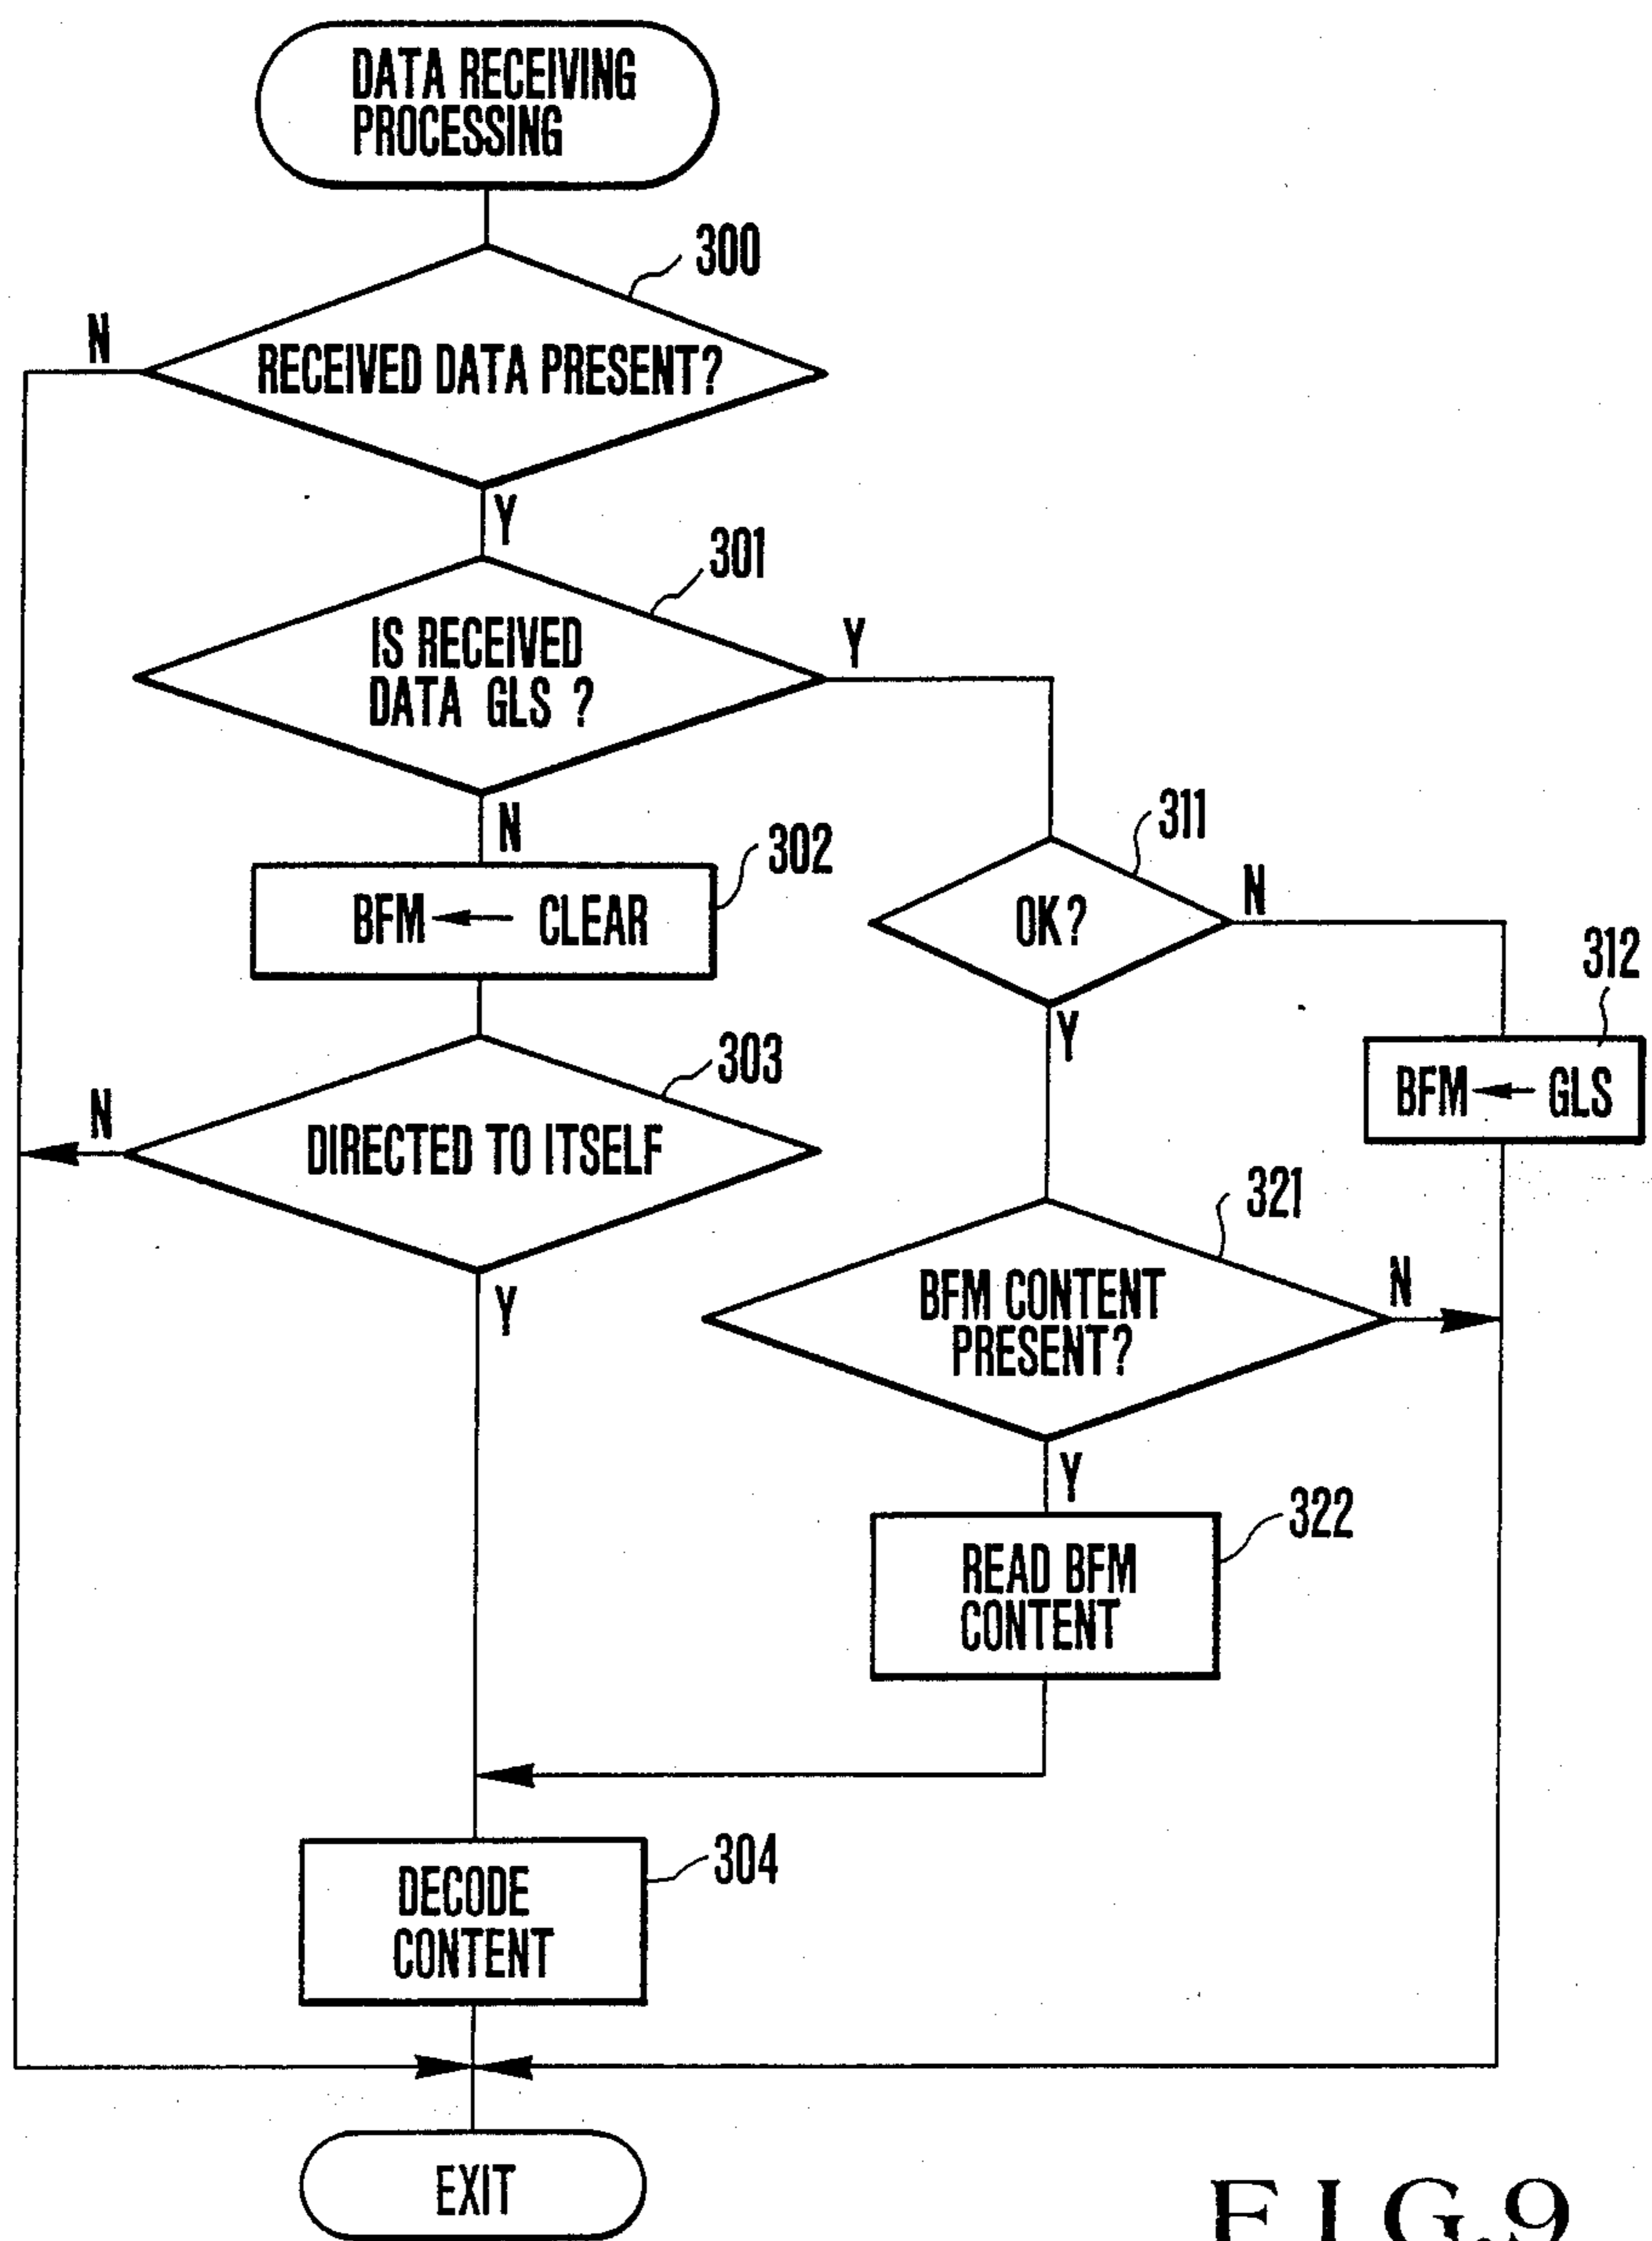 DATA RECEIVING
PROCESSING
300
N
RECEIVED DATA PRESENT?
Y
301
IS RECEIVED
DATA GLS ?
Y
N
302
BFM ← CLEAR
311
OK?
N
Y
312
BFM ← GLS
303
N
DIRECTED TO ITSELF
Y
321
BFM CONTENT
PRESENT?
N
Y
322
READ BFM
CONTENT
304
DECODE
CONTENT
EXIT
FIG.9